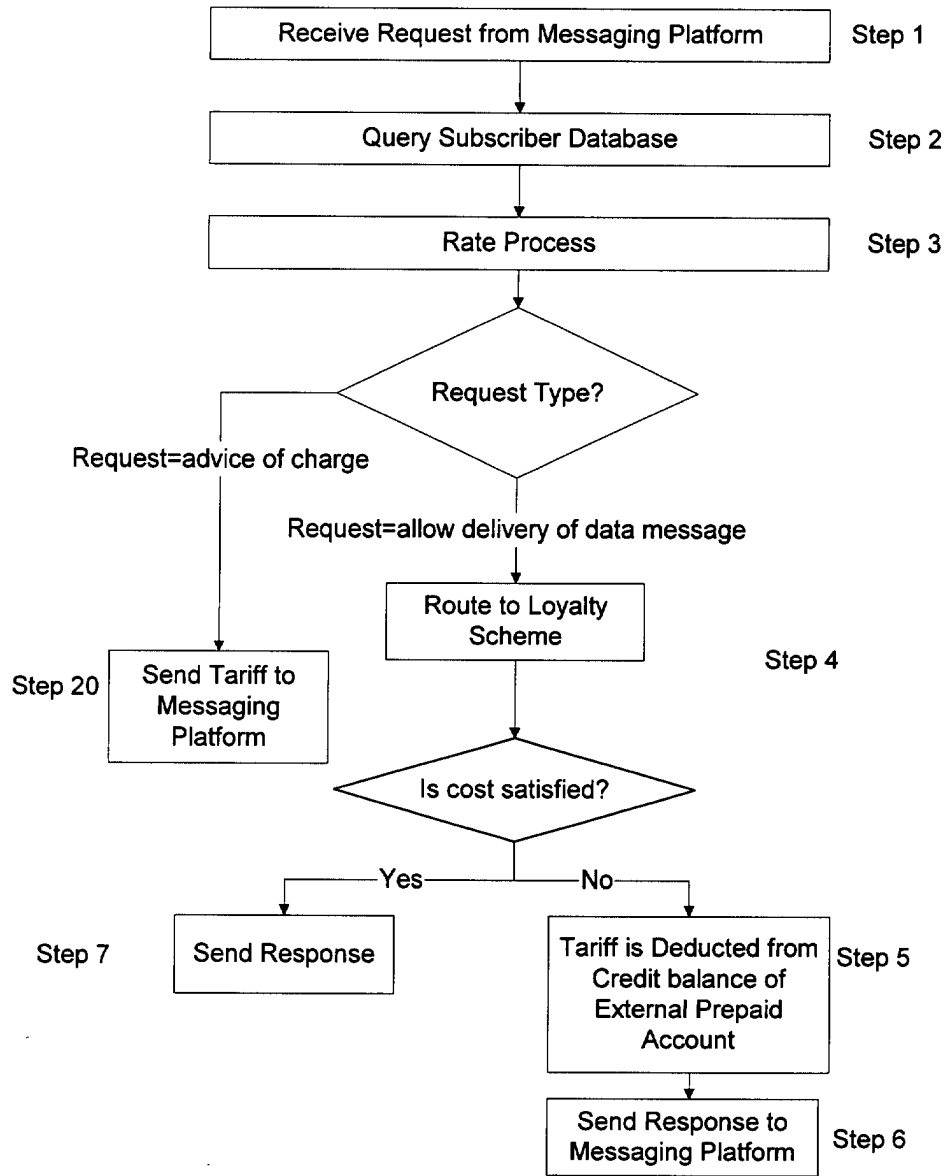 Receive Request from Messaging Platform
Step 1
Query Subscriber Database
Step 2
Rate Process
Step 3
Request Type?
Request=advice of charge
Request=allow delivery of data message
Route to Loyalty
Scheme
Step 4
Step 20
Send Tariff to
Messaging
Platform
Is cost satisfied?
Yes
No
Step 7
Send Response
Tariff is Deducted from
Credit balance of
External Prepaid
Account
Step 5
Send Response to
Messaging Platform
Step 6